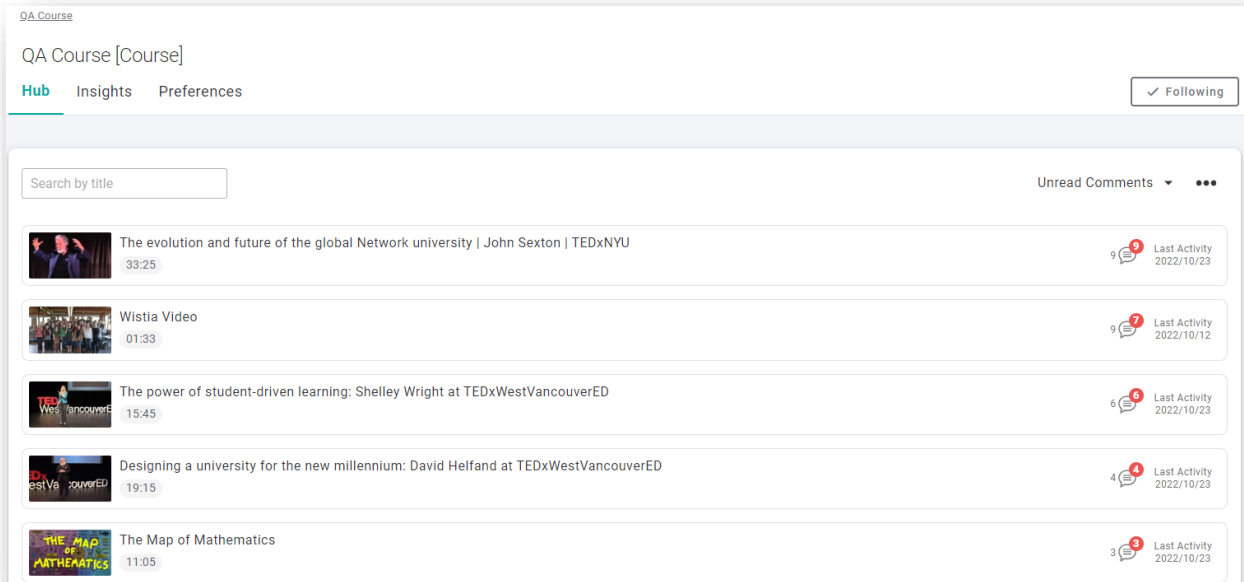 QA Course
QA Course [Course]
Hub Insights Preferences
Following
Search by title
Unread Comments
The evolution and future of the global Network university | John Sexton | TEDxNYU
33:25
9
9
Last Activity
2022/10/23
Wistia Video
01:33
9
7
Last Activity
2022/10/12
TED
West VancouverE
The power of student-driven learning: Shelley Wright at TEDxWestVancouverED
15:45
6
6
Last Activity
2022/10/23
estVa couverED
Designing a university for the new millennium: David Helfand at TEDxWestVancouverED
19:15
4
4
Last Activity
2022/10/23
THE MAP
OF
MATHEMATICS
The Map of Mathematics
11:05
3
3
Last Activity
2022/10/23